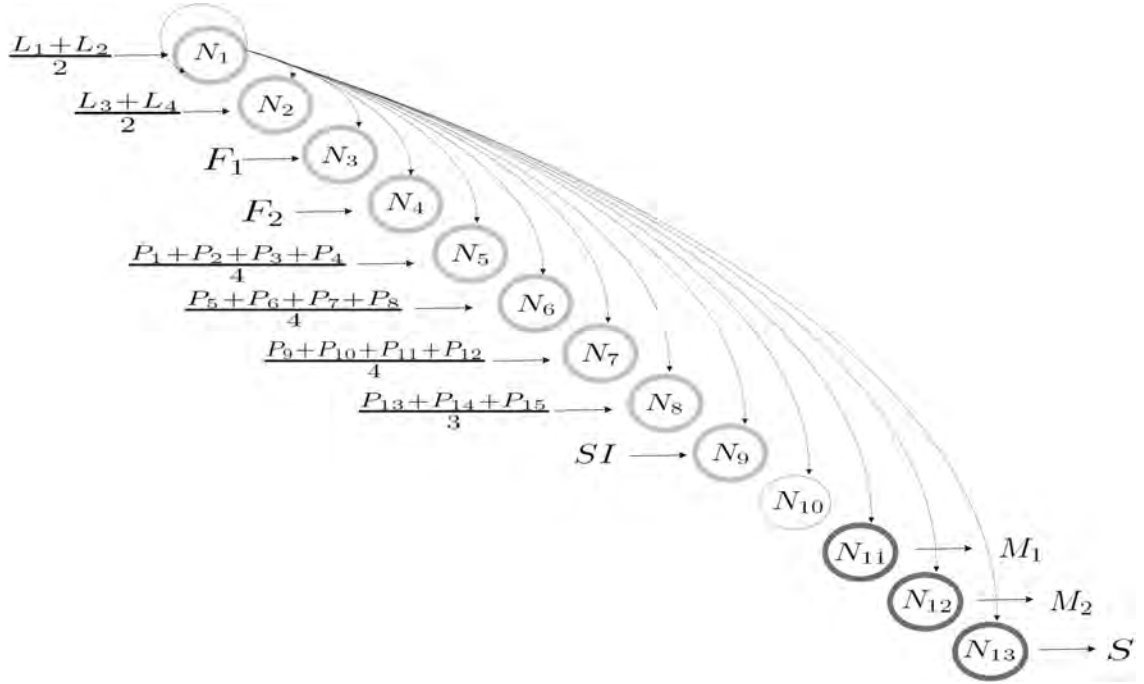 L₁+L₂/2 N₁
L₃+L₄/2 N₂
F₁ N₃
F₂ N₄
P₁+P₂+P₃+P₄/4 N₅
P₅+P₆+P₇+P₈/4 N₆
P₉+P₁₀+P₁₁+P₁₂/4 N₇
P₁₃+P₁₄+P₁₅/3 N₈
SI N₉
N₁₀
N₁₁ M₁
N₁₂ M₂
N₁₃ S